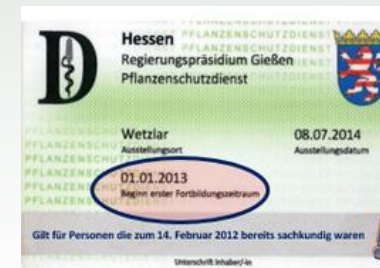 D
Hessen
Regierungspräsidium Gießen
Pflanzenschutzdienst
Wetzlar
08.07.2014
Ausstellungsort
Ausstellungsdatum
01.01.2013
Beginn erster Fortbildungszeitraum
Gilt für Personen die zum 14. Februar 2012 bereits sachkundig waren
Unterschrift Inhaber/-in
PFLANZENSCHUTZDIENST